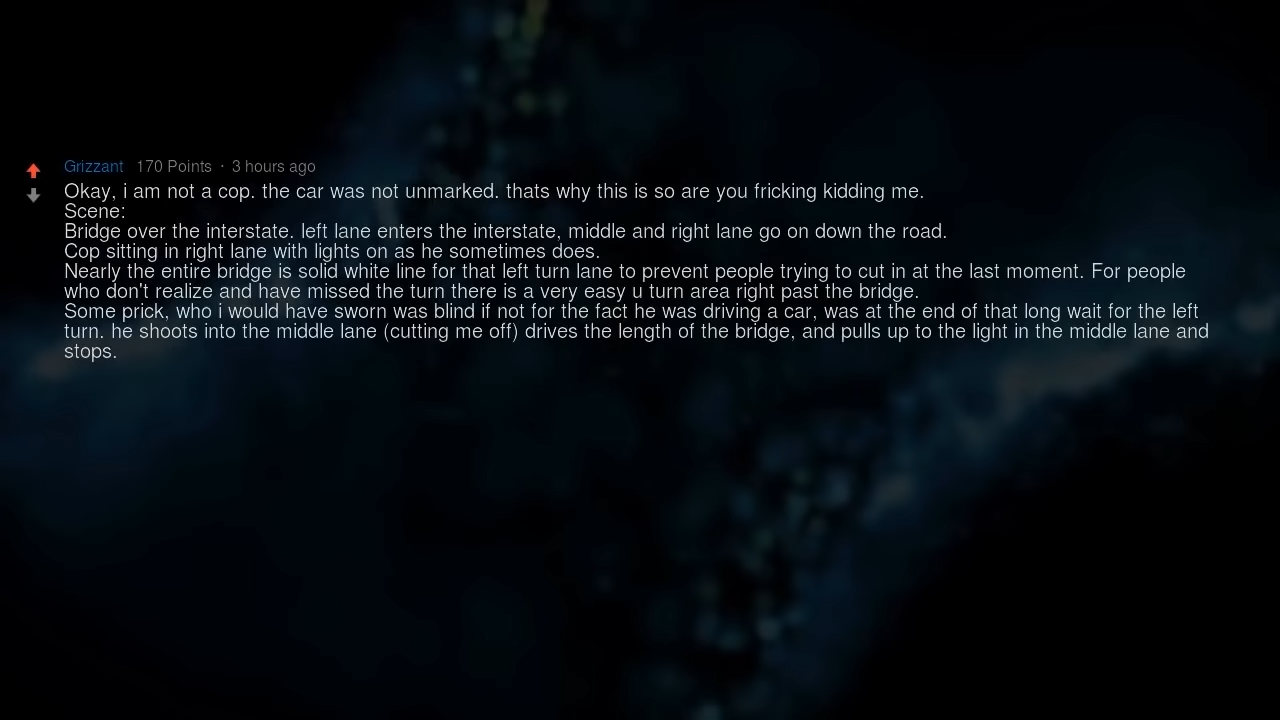 Grizzant 170 Points · 3 hours ago
Okay, i am not a cop. the car was not unmarked. thats why this is so are you fricking kidding me.
Scene:
Bridge over the interstate. left lane enters the interstate, middle and right lane go on down the road.
Cop sitting in right lane with lights on as he sometimes does.
Nearly the entire bridge is solid white line for that left turn lane to prevent people trying to cut in at the last moment. For people
who don't realize and have missed the turn there is a very easy u turn area right past the bridge.
Some prick, who i would have sworn was blind if not for the fact he was driving a car, was at the end of that long wait for the left
turn. he shoots into the middle lane (cutting me off) drives the length of the bridge, and pulls up to the light in the middle lane and
stops.